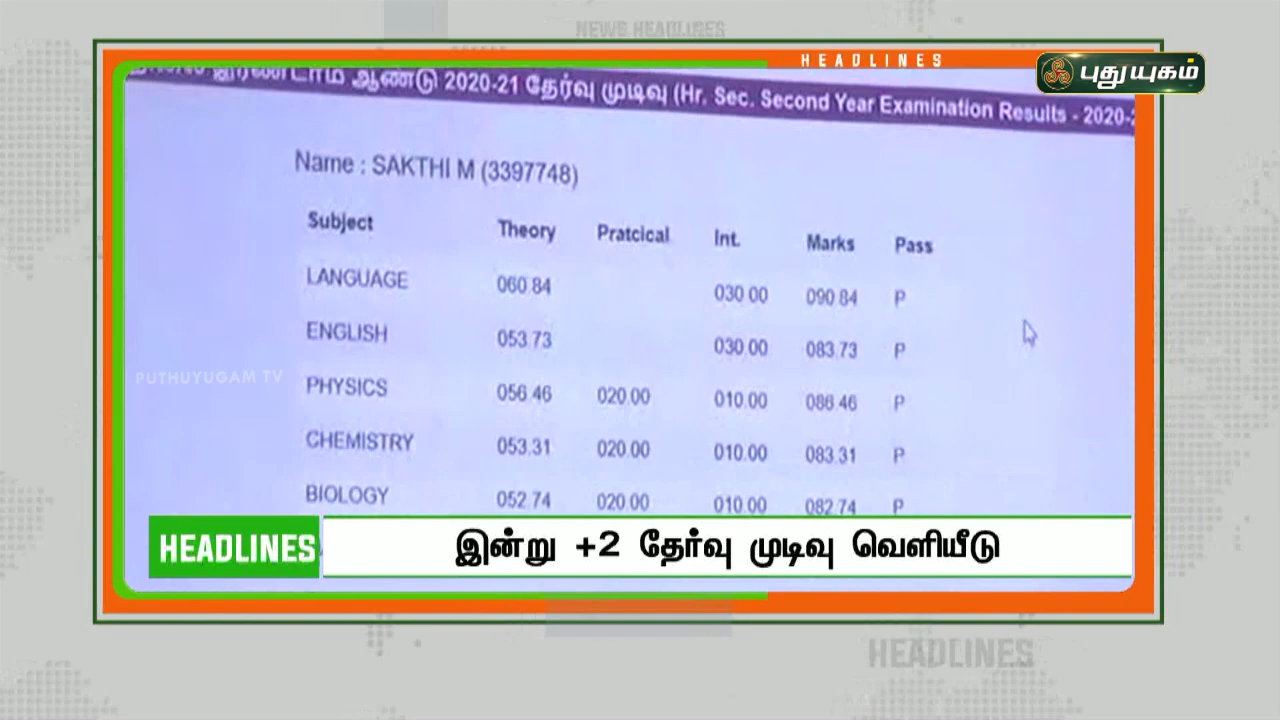 NEWS HEADLINES
HEADLINES
புதுயுகம்
இரண்டாம் ஆண்டு 2020-21 தேர்வு முடிவு (Hr. Sec. Second Year Examination Results - 2020-2
Name : SAKTHI M (3397748)
Subject Theory Pratcical Int. Marks Pass
LANGUAGE 060.84 030.00 090.84 P
ENGLISH 053.73 030.00 083.73 P
PUTHUYUGAM TV
PHYSICS 056.46 020.00 010.00 086.46 P
CHEMISTRY 053.31 020.00 010.00 083.31 P
BIOLOGY 052.74 020.00 010.00 082.74 P
HEADLINES இன்று +2 தேர்வு முடிவு வெளியீடு
HEADLINES